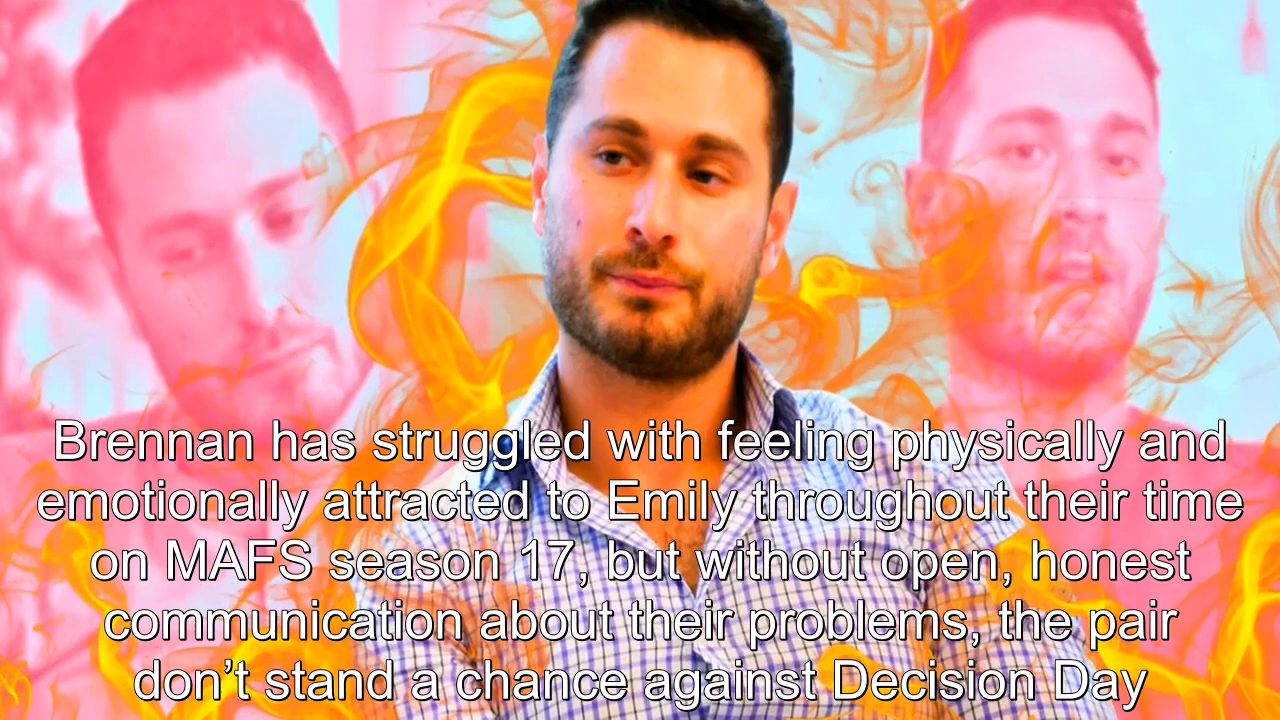 Brennan has struggled with feeling physically and
emotionally attracted to Emily throughout their time
on MAFS season 17, but without open, honest
communication about their problems, the pair
don’t stand a chance against Decision Day